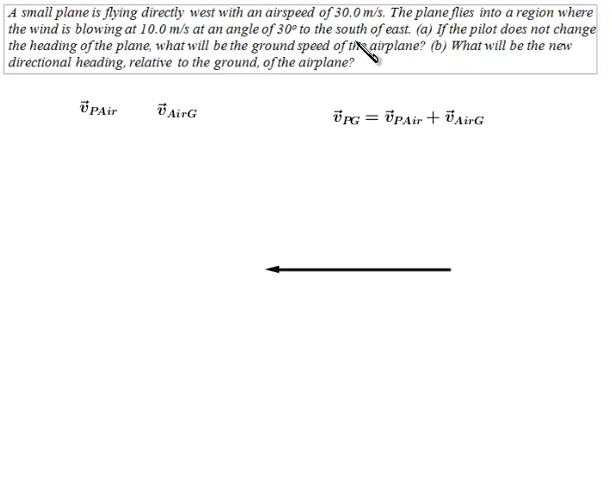 A small plane is flying directly west with an airspeed of 30.0 m/s. The plane flies into a region where
the wind is blowing at 10.0 m/s at an angle of 30° to the south of east. (a) If the pilot does not change
the heading of the plane, what will be the ground speed of the airplane? (b) What will be the new
directional heading, relative to the ground, of the airplane?
v⃗PAir v⃗AirG v⃗PG = v⃗PAir + v⃗AirG